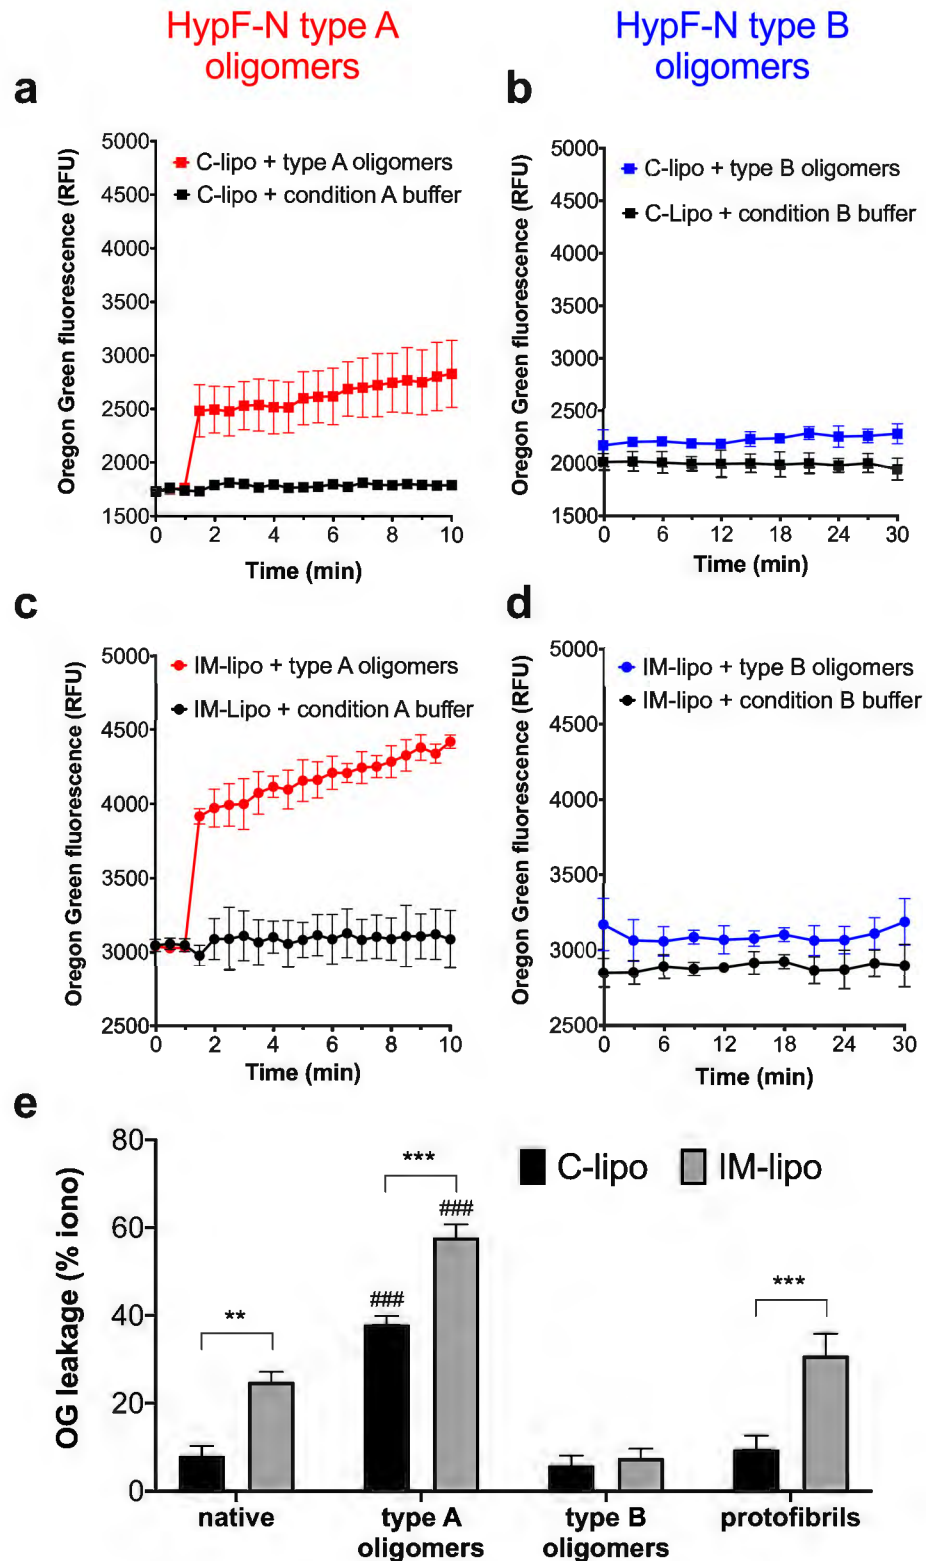 HypF-N type A
oligomers
HypF-N type B
oligomers
a
Oregon Green fluorescence (RFU)
5000
4500
4000
3500
3000
2500
2000
1500
C-lipo + type A oligomers
C-lipo + condition A buffer
0 2 4 6 8 10
Time (min)
b
Oregon Green fluorescence (RFU)
5000
4500
4000
3500
3000
2500
2000
1500
C-lipo + type B oligomers
C-Lipo + condition B buffer
0 6 12 18 24 30
Time (min)
c
Oregon Green fluorescence (RFU)
5000
4500
4000
3500
3000
2500
IM-lipo + type A oligomers
IM-Lipo + condition A buffer
0 2 4 6 8 10
Time (min)
d
Oregon Green fluorescence (RFU)
5000
4500
4000
3500
3000
2500
IM-lipo + type B oligomers
IM-lipo + condition B buffer
0 6 12 18 24 30
Time (min)
e
OG leakage (% iono)
80
60
40
20
0
C-lipo IM-lipo
**
***
###
###
***
native
type A
oligomers
type B
oligomers
protofibrils